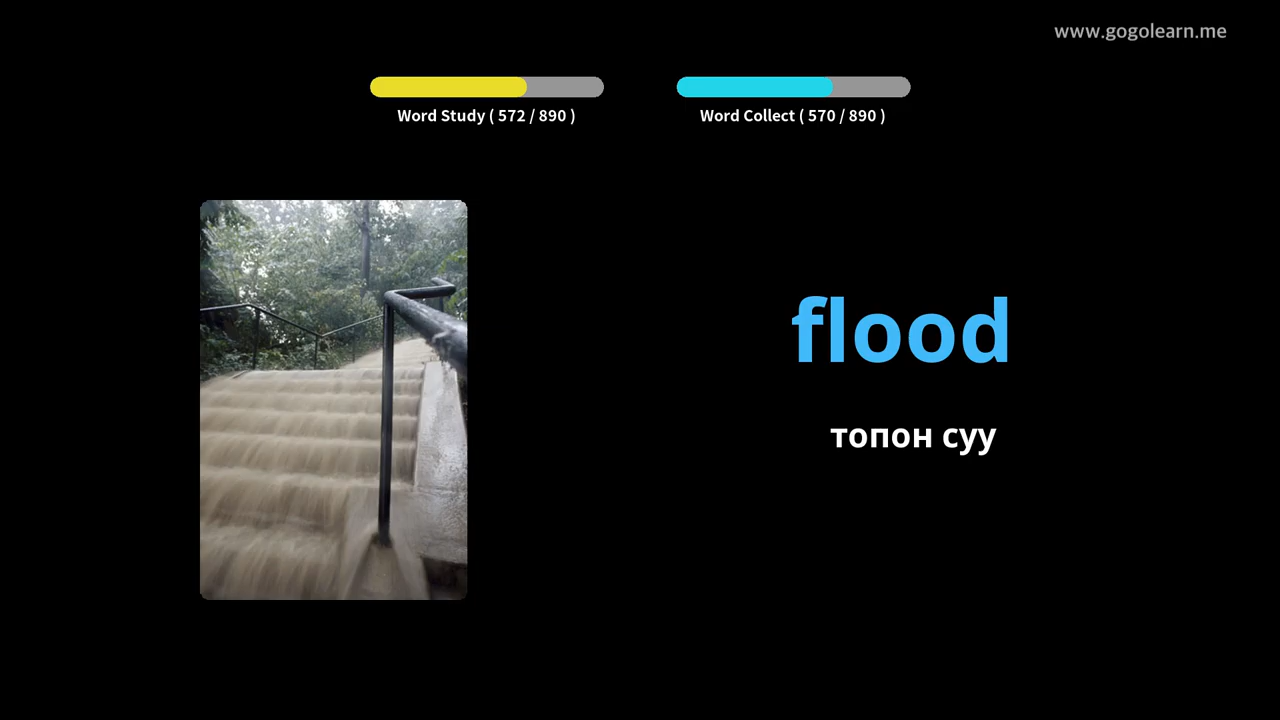 www.gogolearn.me
Word Study ( 572 / 890 )
Word Collect ( 570 / 890 )
flood
топон суу